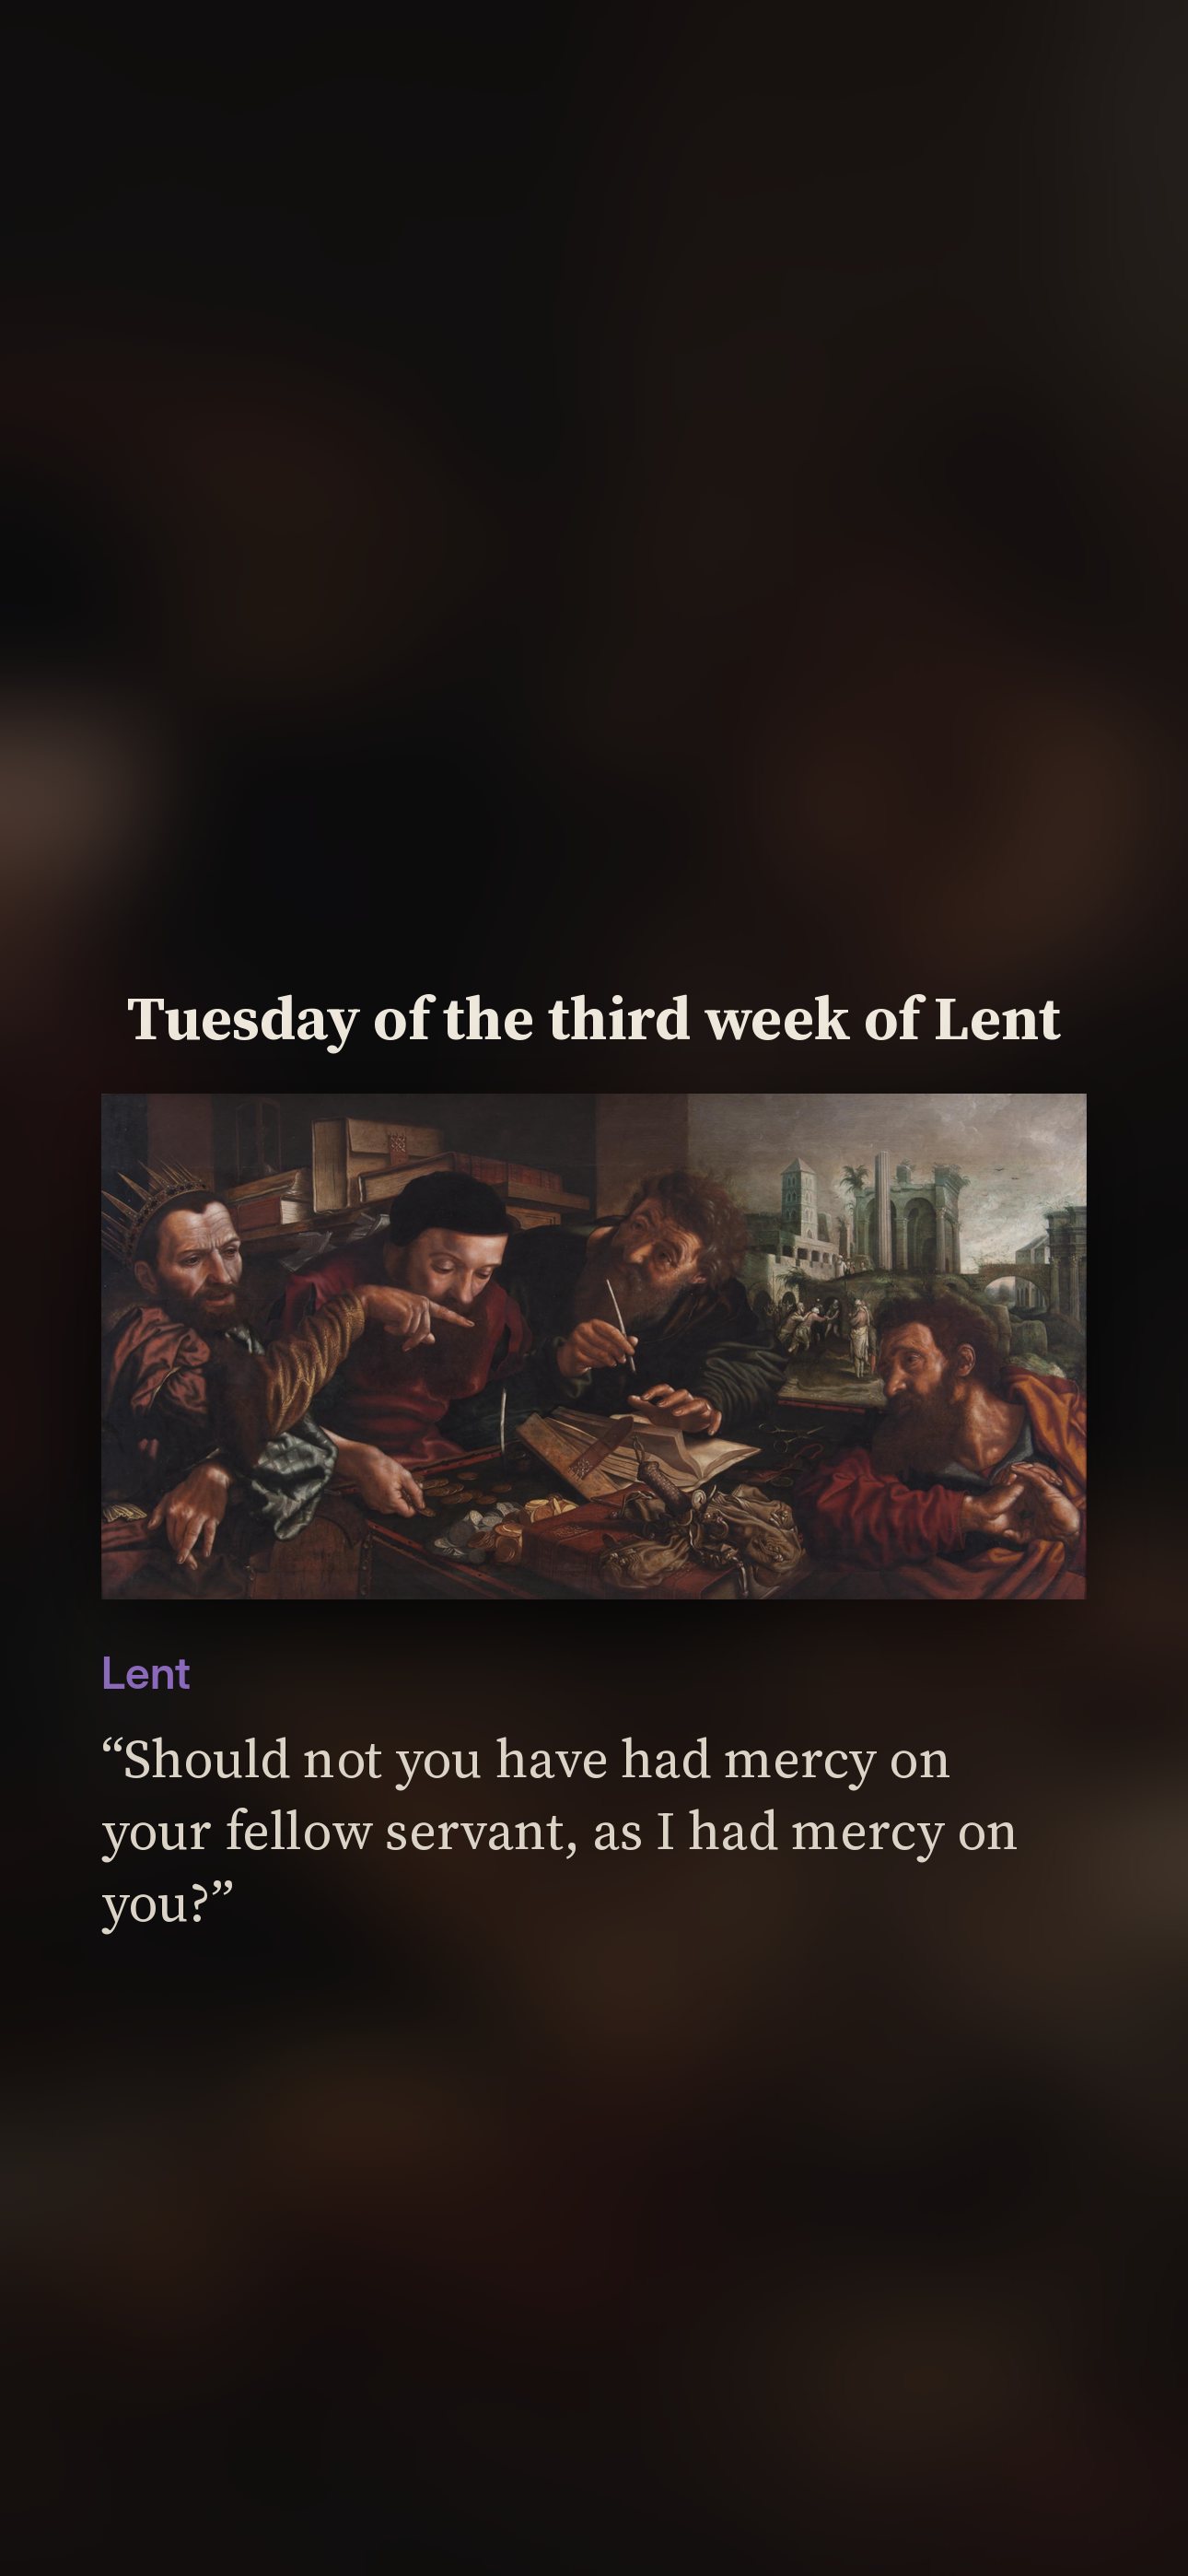 Tuesday of the third week of Lent
Lent
“Should not you have had mercy on
your fellow servant, as I had mercy on
you?”